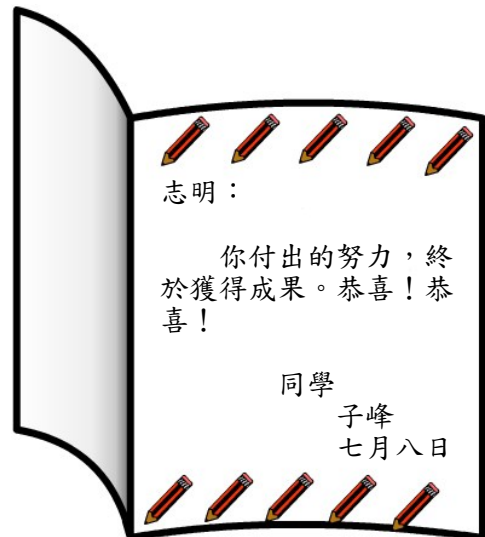 志明：
你付出的努力，終
於獲得成果。恭喜！恭
喜！
同學
子峰
七月八日